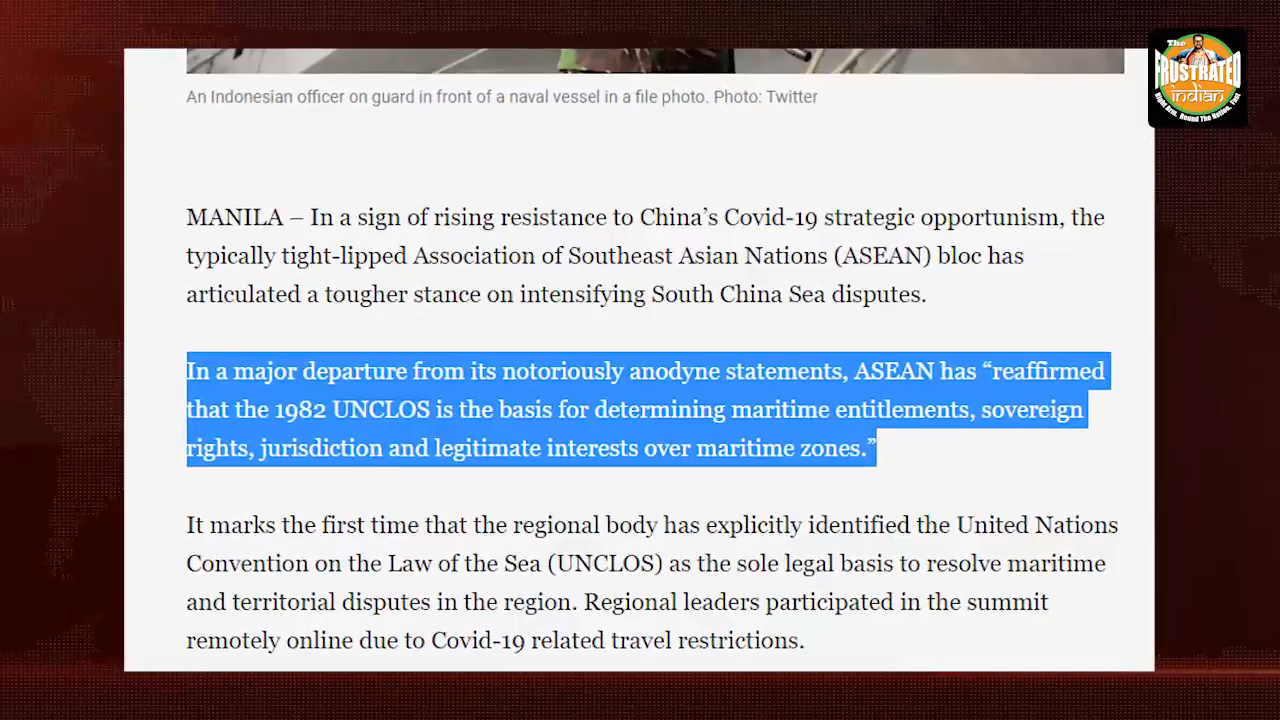 The
FRUSTRATED
indian
Right Arm. Round The Nation. Fast
An Indonesian officer on guard in front of a naval vessel in a file photo. Photo: Twitter
MANILA – In a sign of rising resistance to China’s Covid-19 strategic opportunism, the
typically tight-lipped Association of Southeast Asian Nations (ASEAN) bloc has
articulated a tougher stance on intensifying South China Sea disputes.
In a major departure from its notoriously anodyne statements, ASEAN has “reaffirmed
that the 1982 UNCLOS is the basis for determining maritime entitlements, sovereign
rights, jurisdiction and legitimate interests over maritime zones.”
It marks the first time that the regional body has explicitly identified the United Nations
Convention on the Law of the Sea (UNCLOS) as the sole legal basis to resolve maritime
and territorial disputes in the region. Regional leaders participated in the summit
remotely online due to Covid-19 related travel restrictions.